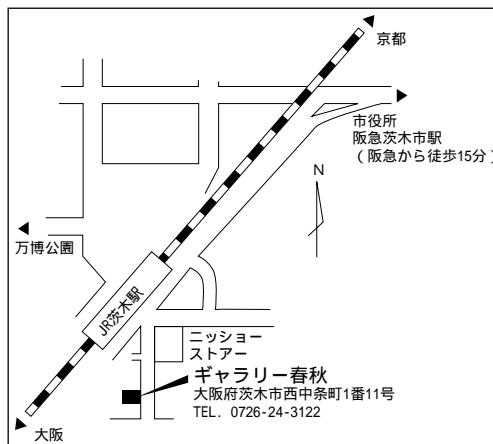 京都
市役所
阪急茨木市駅
(阪急から徒歩15分)
N
万博公園
JR茨木駅
ニッショー
ストアー
ギャラリー春秋
大阪府茨木市西中条町1番11号
TEL. 0726-24-3122
大阪